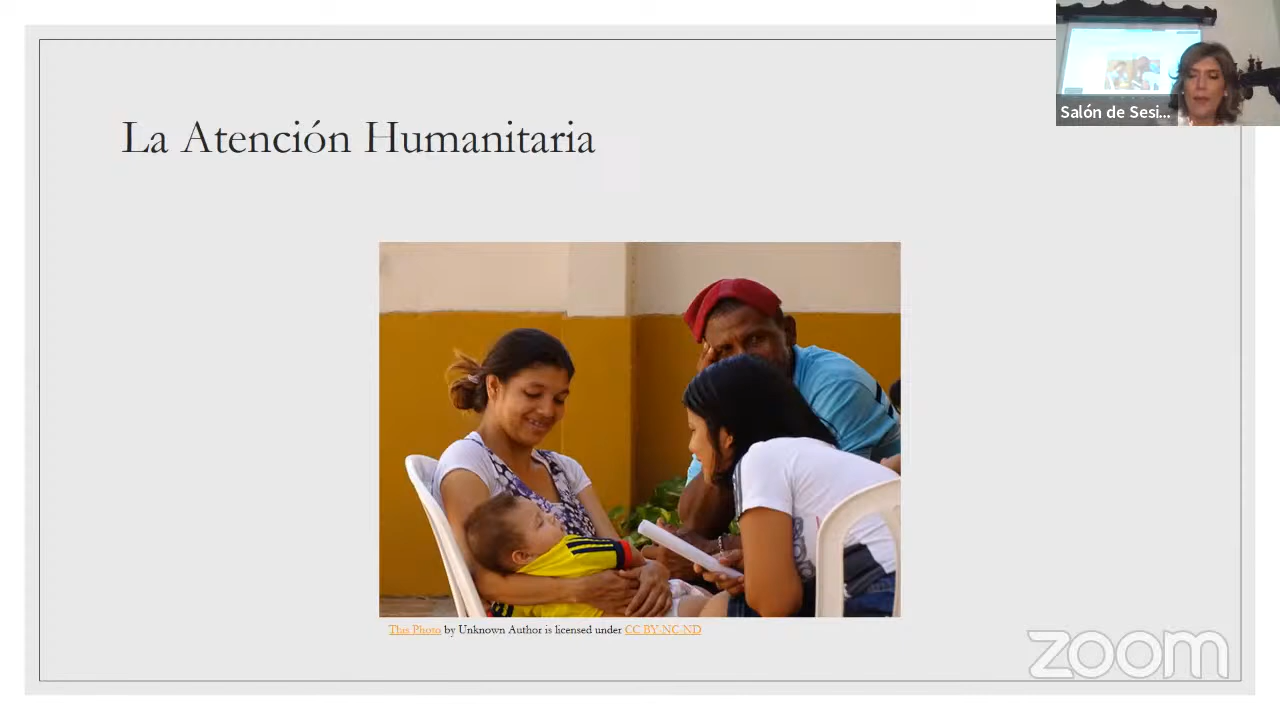 La Atención Humanitaria
Salón de Sesi...
This Photo by Unknown Author is licensed under CC BY-NC-ND
zoom